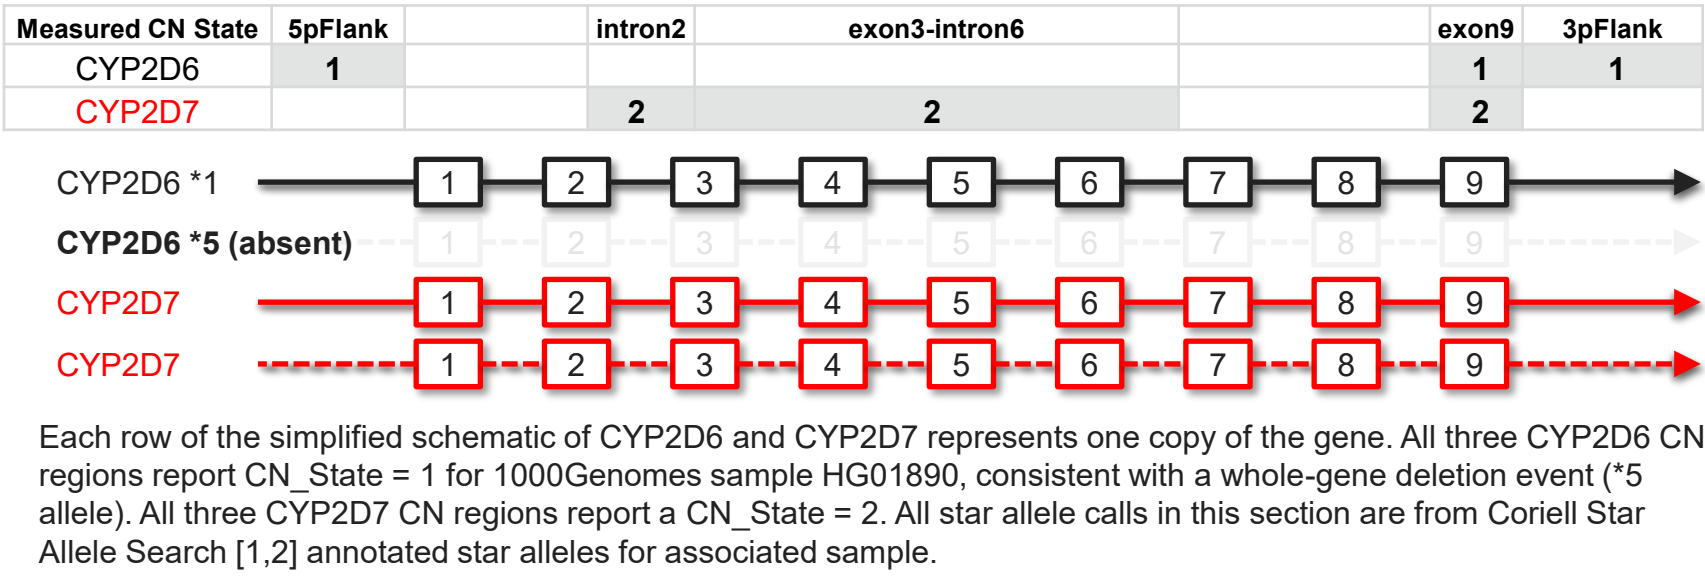 Measured CN State 5pFlank intron2 exon3-intron6 exon9 3pFlank
CYP2D6 1 1 1
CYP2D7 2 2 2
CYP2D6 *1 1 2 3 4 5 6 7 8 9
CYP2D6 *5 (absent) 1 2 3 4 5 6 7 8 9
CYP2D7 1 2 3 4 5 6 7 8 9
CYP2D7 1 2 3 4 5 6 7 8 9
Each row of the simplified schematic of CYP2D6 and CYP2D7 represents one copy of the gene. All three CYP2D6 CN
regions report CN_State = 1 for 1000Genomes sample HG01890, consistent with a whole-gene deletion event (*5
allele). All three CYP2D7 CN regions report a CN_State = 2. All star allele calls in this section are from Coriell Star
Allele Search [1,2] annotated star alleles for associated sample.